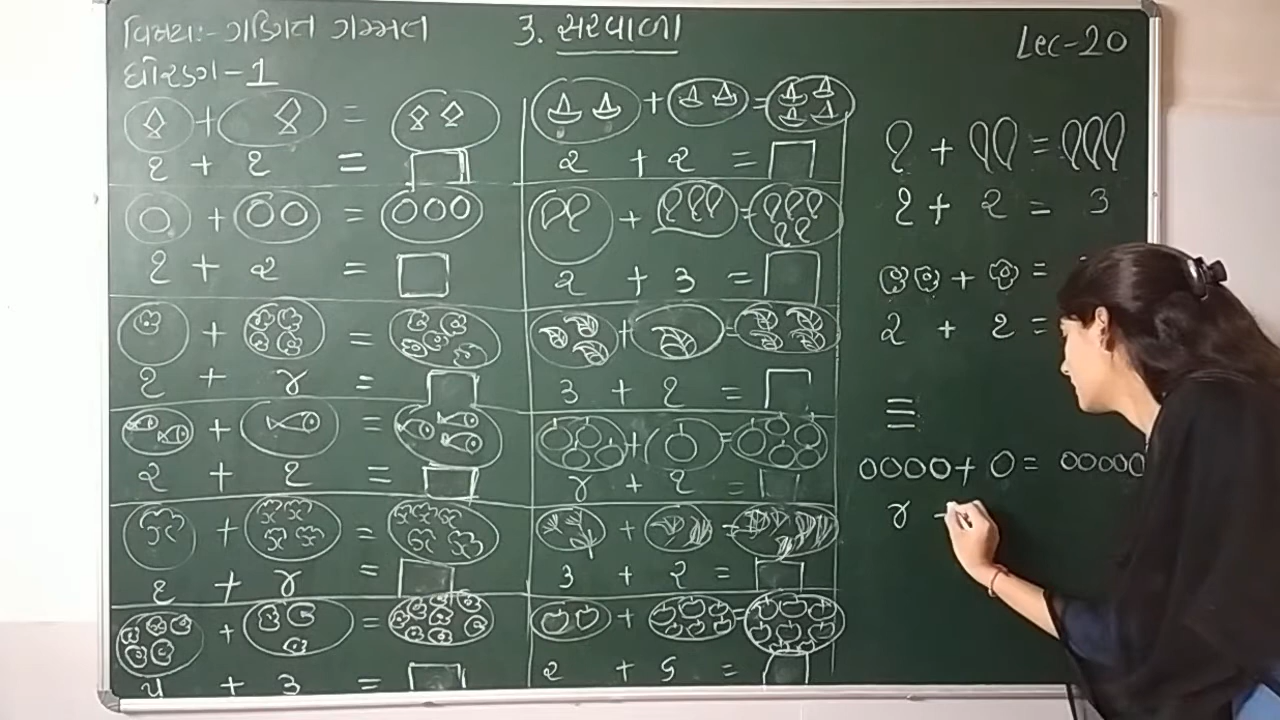 વિષય:- ગણિત ગમ્મત
ધોરણ-1
3. સરવાળા
Lec-20
+ =
૧ + ૧ =
+ =
૧ + ૨ =
+ =
૧ + ૪ =
+ =
૨ + ૧ =
+ =
૧ + ૪ =
+ =
૫ + ૩ =
+ =
૨ + ૨ =
+ =
૨ + ૩ =
+ =
૩ + ૧ =
+ =
૪ + ૧ =
+ =
૩ + ૨ =
+ =
૨ + ૬ =
+ =
૧ + ૨ = ૩
+ =
૨ + ૧ =
+ =
૪